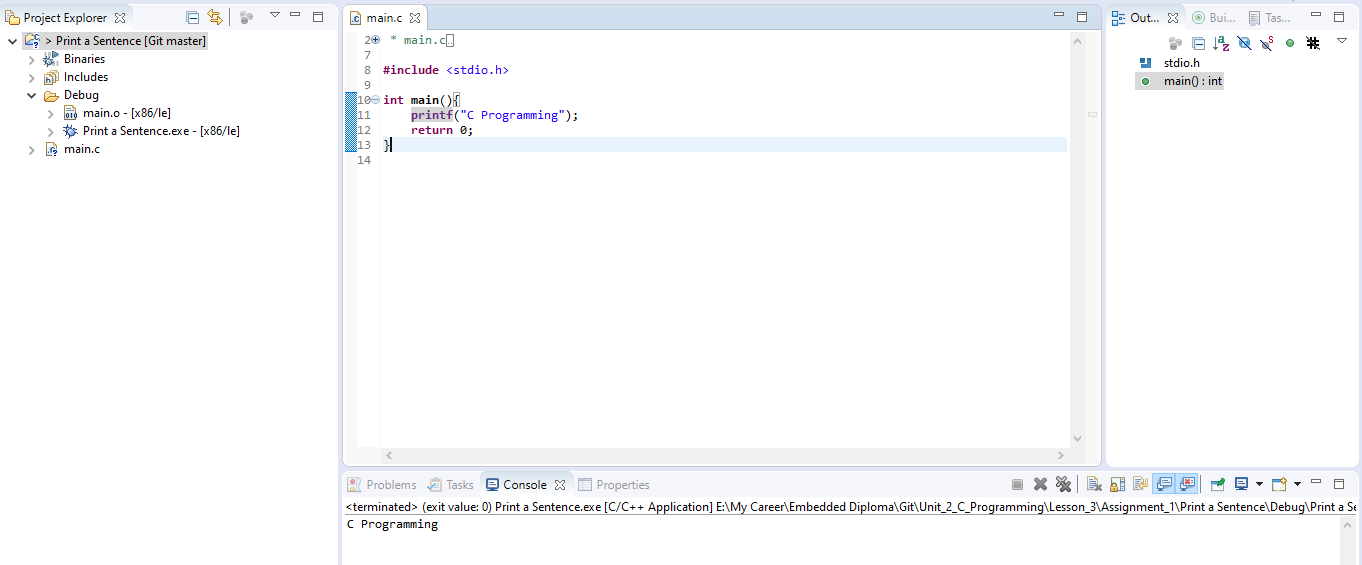 Project Explorer
> Print a Sentence [Git master]
Binaries
Includes
Debug
main.o - [x86/le]
Print a Sentence.exe - [x86/le]
main.c
main.c
2 * main.c
7
8 #include <stdio.h>
9
10 int main(){
11 printf("C Programming");
12 return 0;
13 }
14
Out... Bui... Tas...
stdio.h
main() : int
Problems Tasks Console Properties
<terminated> (exit value: 0) Print a Sentence.exe [C/C++ Application] E:\My Career\Embedded Diploma\Git\Unit_2_C_Programming\Lesson_3\Assignment_1\Print a Sentence\Debug\Print a Se
C Programming